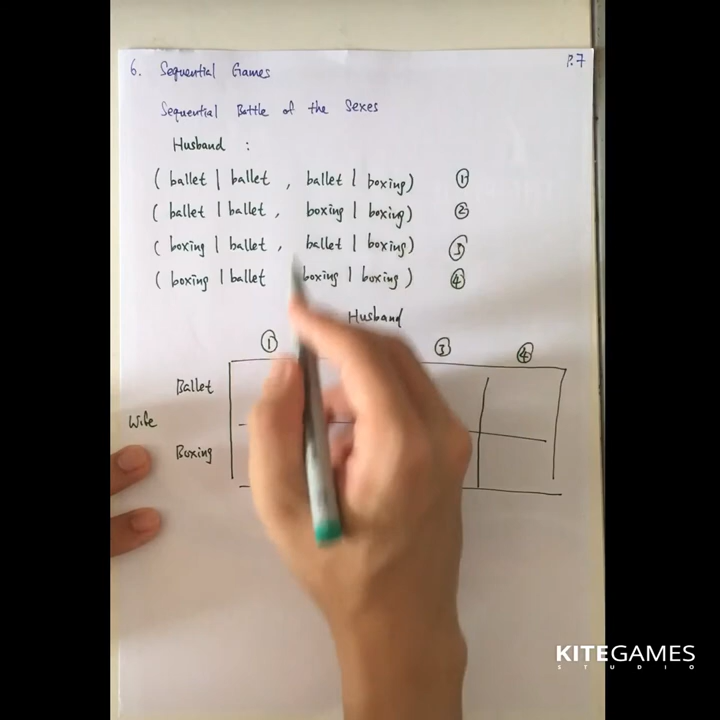 6. Sequential Games
P.7
Sequential Battle of the Sexes
Husband :
( ballet | ballet , ballet | boxing) ①
( ballet | ballet , boxing | boxing) ②
( boxing | ballet , ballet | boxing) ③
( boxing | ballet boxing | boxing ) ④
Husband
① ③ ④
Ballet
Wife
Boxing
KITEGAMES
STUDIO